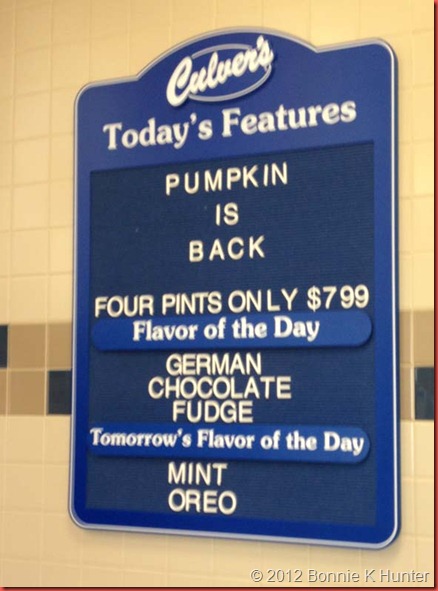 Culver's
Today's Features
PUMPKIN
IS
BACK
FOUR PINTS ONLY $799
Flavor of the Day
GERMAN
CHOCOLATE
FUDGE
Tomorrow's Flavor of the Day
MINT
OREO
© 2012 Bonnie K Hunter